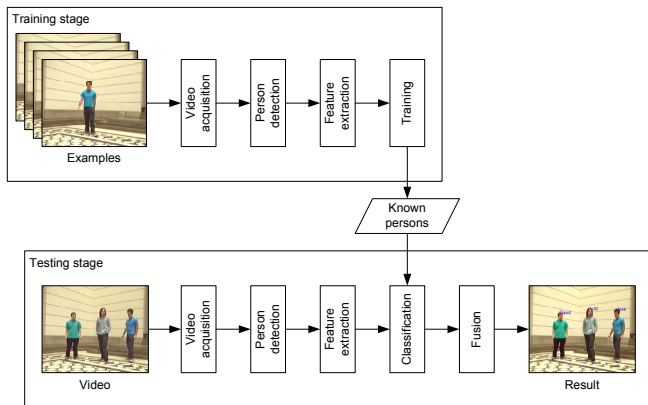 Training stage
Examples
Video
acquisition
Person
detection
Feature
extraction
Training
Known
persons
Testing stage
Video
Video
acquisition
Person
detection
Feature
extraction
Classification
Fusion
Result